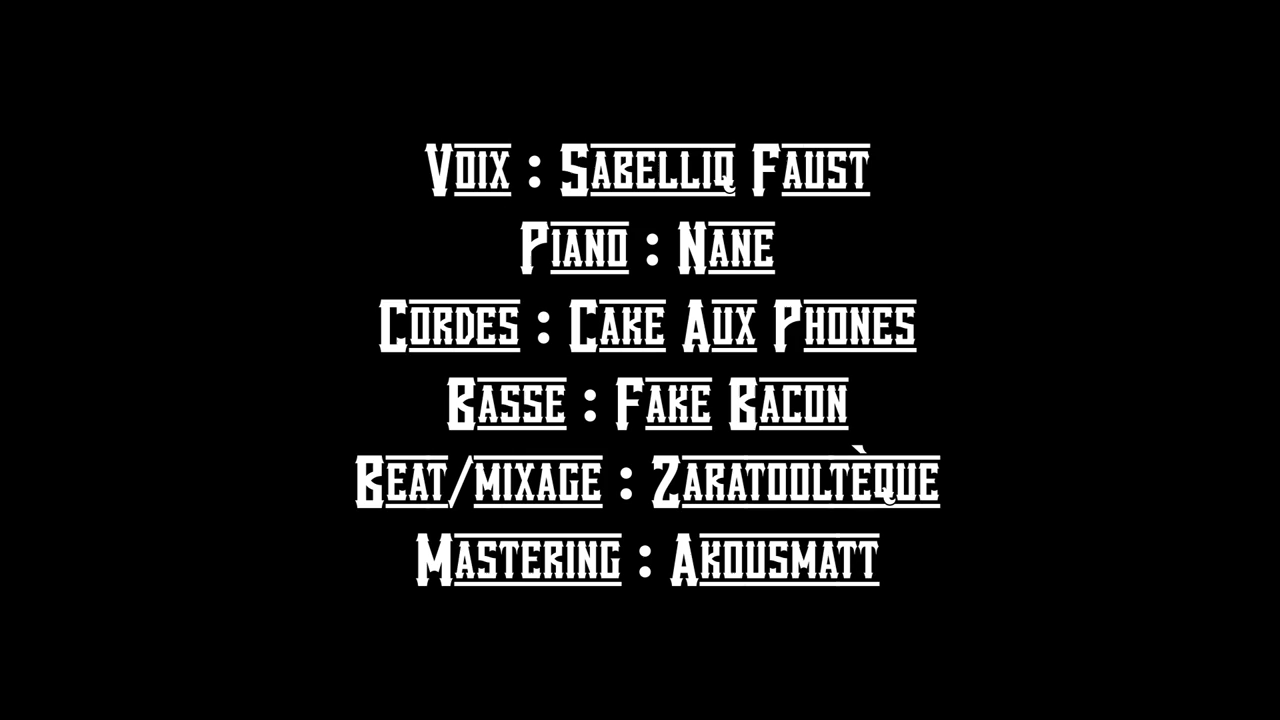 Voix : Sabelliq Faust
Piano : Nane
Cordes : Cake Aux Phones
Basse : Fake Bacon
Beat/mixage : Zaratooltèque
Mastering : Akousmatt